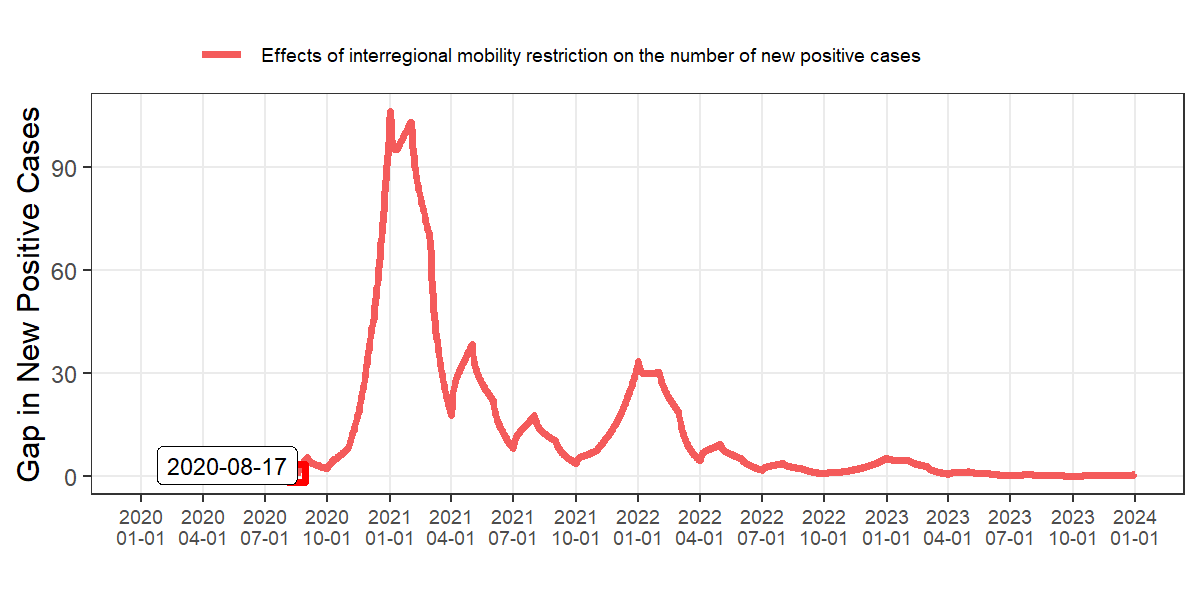 Effects of interregional mobility restriction on the number of new positive cases
Gap in New Positive Cases
90
60
30
0
2020-08-17
2020 2020 2020 2020 2021 2021 2021 2021 2022 2022 2022 2022 2023 2023 2023 2023 2024
01-01 04-01 07-01 10-01 01-01 04-01 07-01 10-01 01-01 04-01 07-01 10-01 01-01 04-01 07-01 10-01 01-01